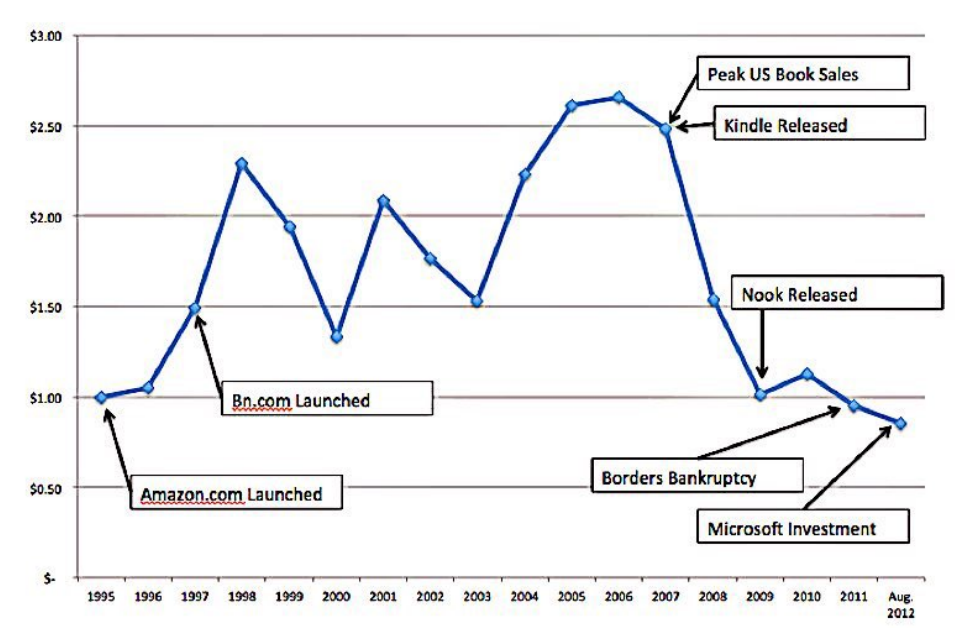 $3.00
Peak US Book Sales
$2.50
Kindle Released
$2.00
Nook Released
$1.50
Bn.com Launched
$1.00
Borders Bankruptcy
Amazon.com Launched
$0.50
Microsoft Investment
$-
1995 1996 1997 1998 1999 2000 2001 2002 2003 2004 2005 2006 2007 2008 2009 2010 2011 Aug.
2012